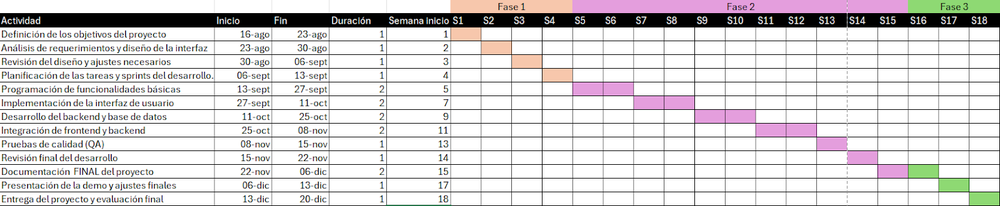 Fase 1 Fase 2 Fase 3
Actividad Inicio Fin Duración Semana inicio S1 S2 S3 S4 S5 S6 S7 S8 S9 S10 S11 S12 S13 S14 S15 S16 S17 S18
Definición de los objetivos del proyecto 16-ago 23-ago 1 1
Análisis de requerimientos y diseño de la interfaz 23-ago 30-ago 1 2
Revisión del diseño y ajustes necesarios 30-ago 06-sept 1 3
Planificación de las tareas y sprints del desarrollo. 06-sept 13-sept 1 4
Programación de funcionalidades básicas 13-sept 27-sept 2 5
Implementación de la interfaz de usuario 27-sept 11-oct 2 7
Desarrollo del backend y base de datos 11-oct 25-oct 2 9
Integración de frontend y backend 25-oct 08-nov 2 11
Pruebas de calidad (QA) 08-nov 15-nov 1 13
Revisión final del desarrollo 15-nov 22-nov 1 14
Documentación FINAL del proyecto 22-nov 06-dic 2 15
Presentación de la demo y ajustes finales 06-dic 13-dic 1 17
Entrega del proyecto y evaluación final 13-dic 20-dic 1 18